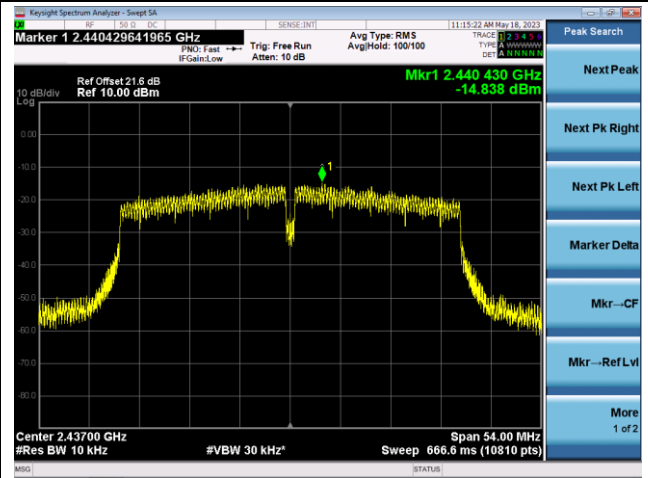 Keysight Spectrum Analyzer - Swept SA
RF 50 Ω DC SENSE:INT 11:15:22 AM May 18, 2023
Marker 1 2.440429641965 GHz
PNO: Fast
IFGain:Low
Trig: Free Run
Atten: 10 dB
Avg Type: RMS
Avg|Hold: 100/100
TRACE 1 2 3 4 5 6
TYPE A WWWWW
DET A N N N N N
Peak Search
Ref Offset 21.6 dB
10 dB/div Ref 10.00 dBm
Log
Mkr1 2.440 430 GHz
-14.838 dBm
1
0.00
-10.0
-20.0
-30.0
-40.0
-50.0
-60.0
-70.0
-80.0
Center 2.43700 GHz
Span 54.00 MHz
#Res BW 10 kHz
#VBW 30 kHz*
Sweep 666.6 ms (10810 pts)
MSG
STATUS
Next Peak
Next Pk Right
Next Pk Left
Marker Delta
Mkr→CF
Mkr→Ref Lvl
More
1 of 2